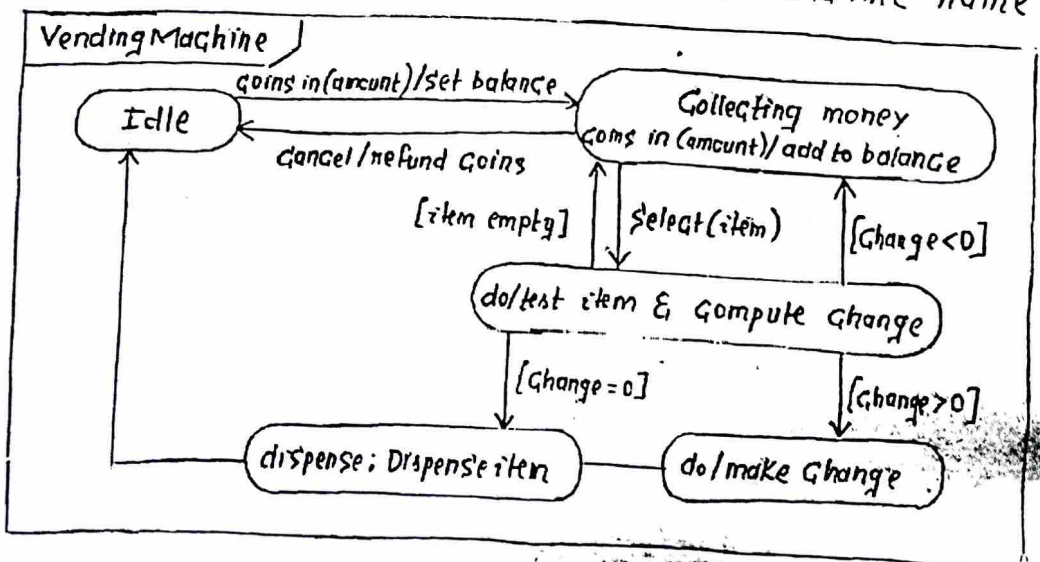 name
Vending Machine
coins in (amount)/set balance
Idle
Collecting money
coins in (amount)/ add to balance
cancel/refund coins
[item empty]
select(item)
[change<0]
do/test item & compute change
[change=0]
[change>0]
dispense: Dispense item
do/make change